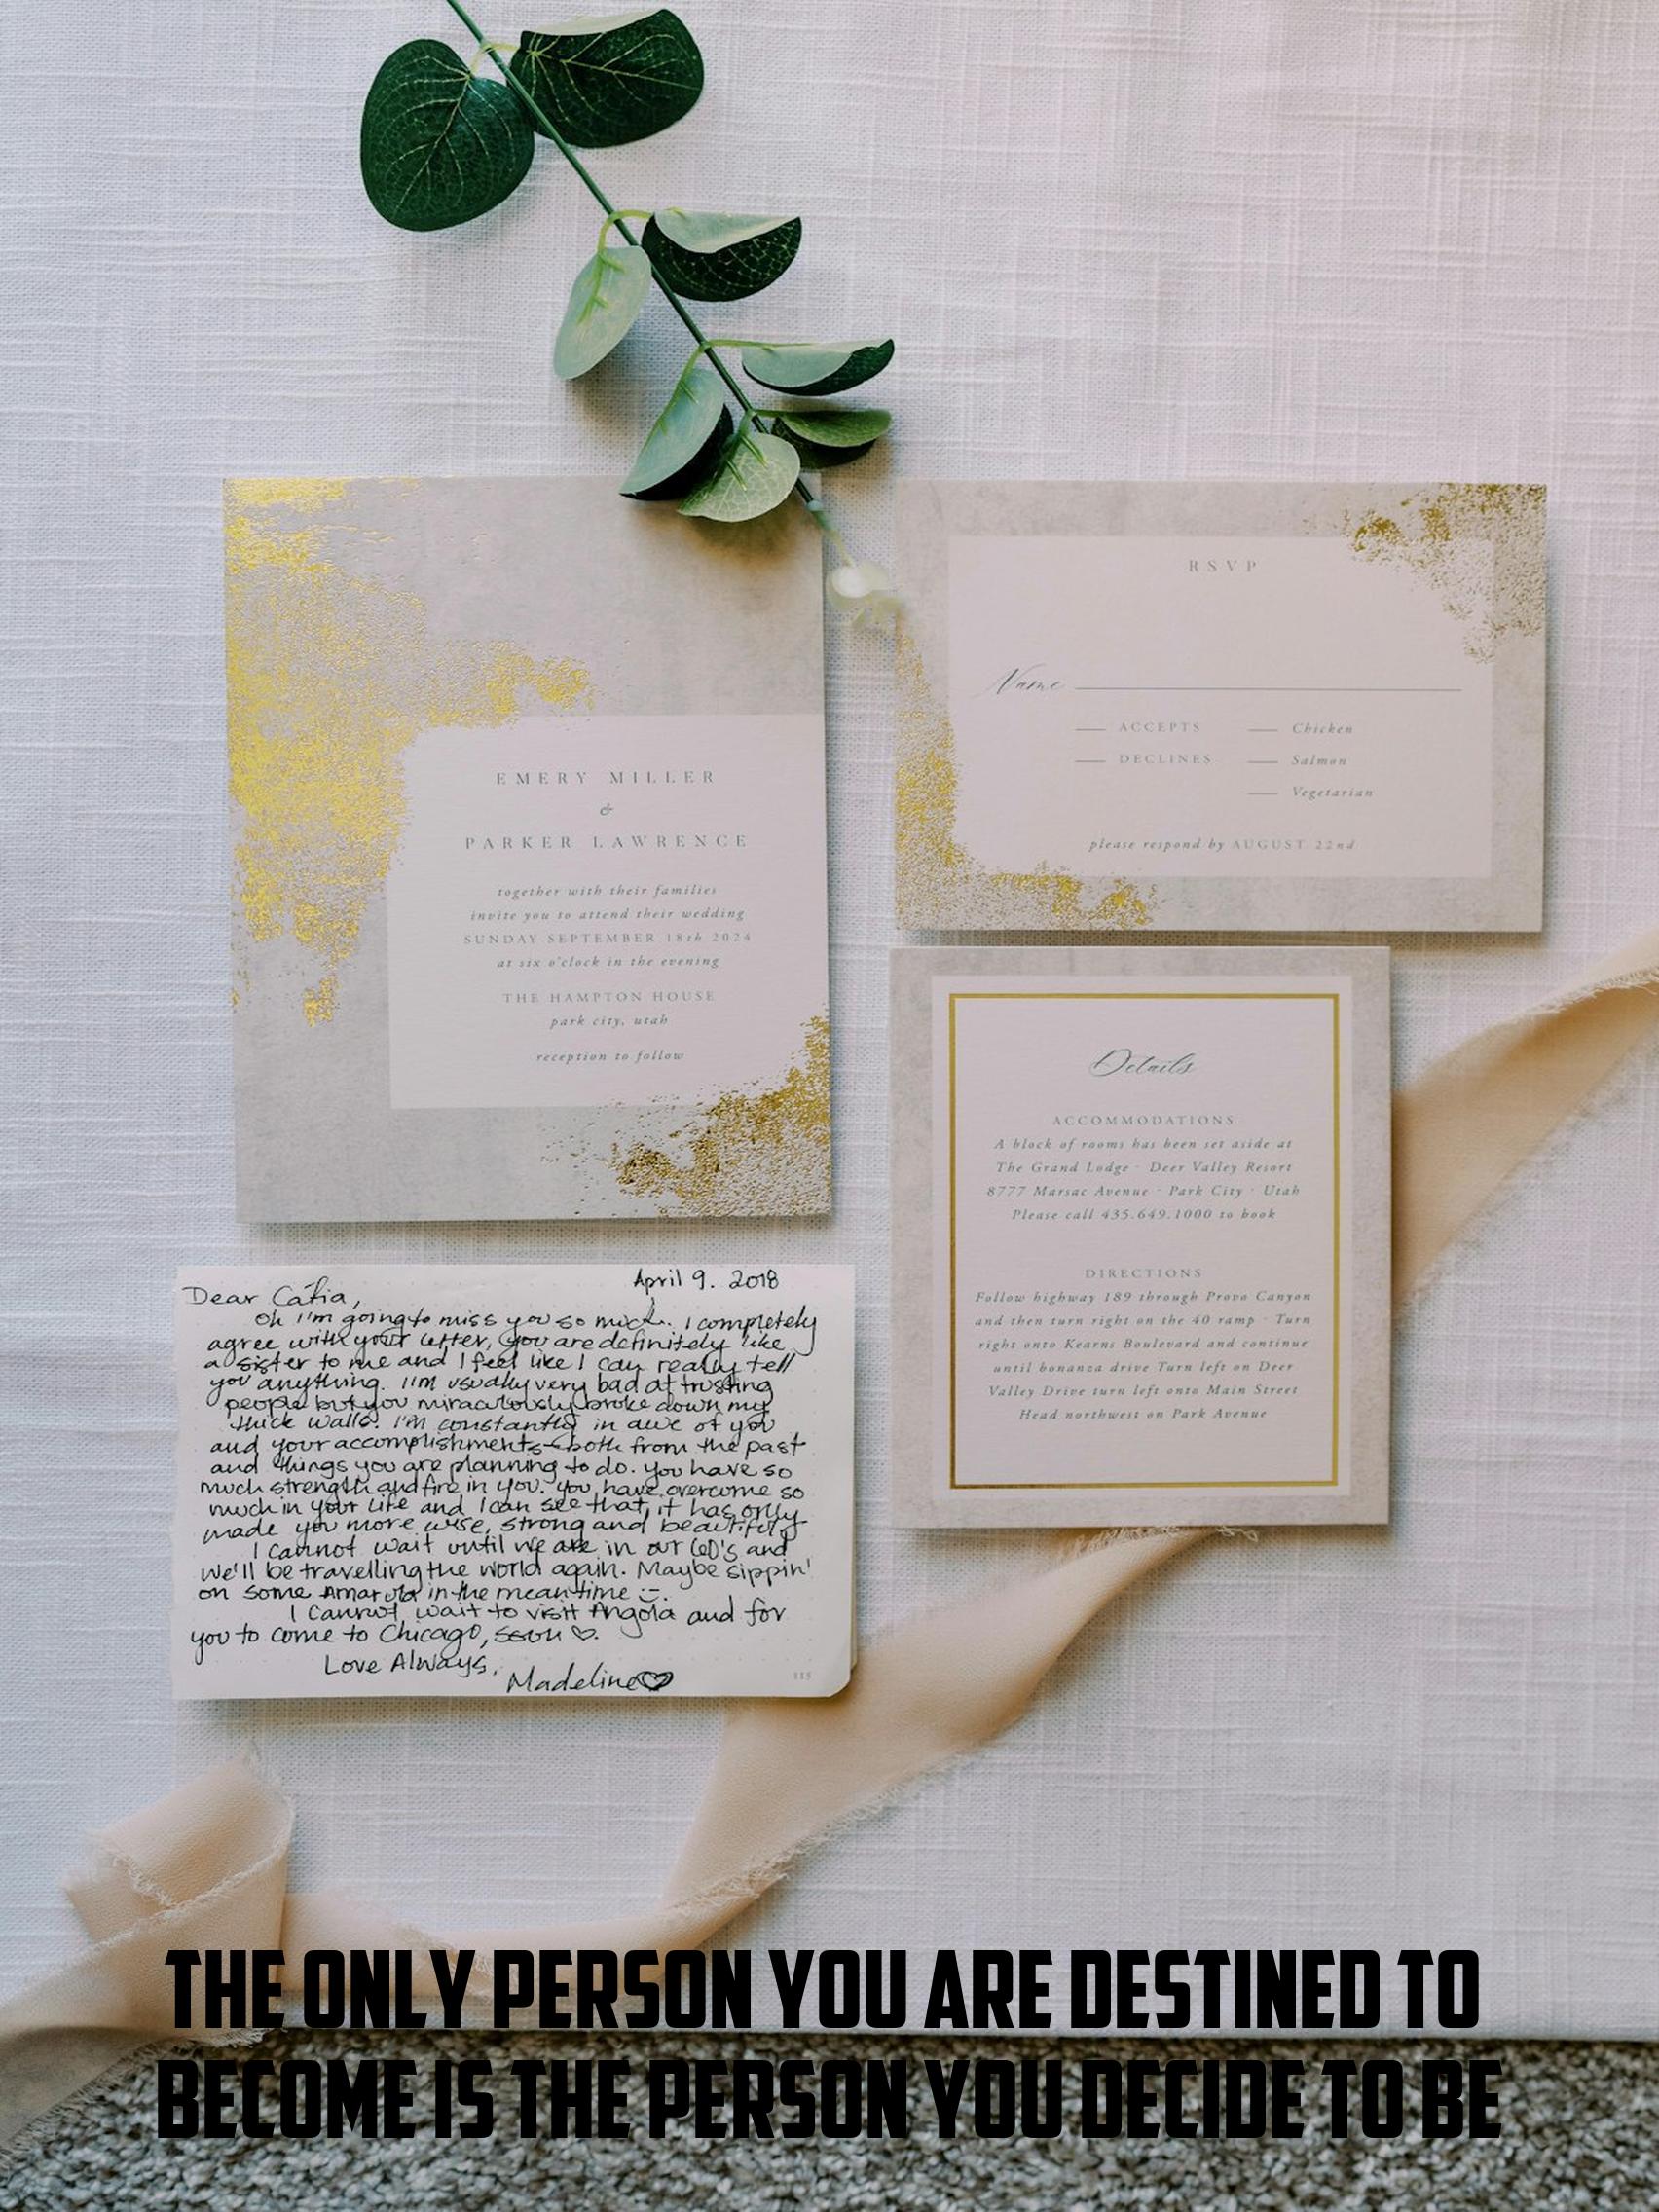 EMERY MILLER
&
PARKER LAWRENCE
together with their families
invite you to attend their wedding
SUNDAY SEPTEMBER 18th 2024
at six o'clock in the evening
THE HAMPTON HOUSE
park city, utah
reception to follow
RSVP
Name
ACCEPTS Chicken
DECLINES Salmon
Vegetarian
please respond by AUGUST 22nd
Details
ACCOMMODATIONS
A block of rooms has been set aside at
The Grand Lodge · Deer Valley Resort
8777 Marsac Avenue · Park City · Utah
Please call 435.649.1000 to book
DIRECTIONS
Follow highway 189 through Provo Canyon
and then turn right on the 40 ramp · Turn
right onto Kearns Boulevard and continue
until bonanza drive Turn left on Deer
Valley Drive turn left onto Main Street
Head northwest on Park Avenue
April 9. 2018
Dear Catia,
Oh I'm going to miss you so much. I completely
agree with your letter, you are definitely like
a sister to me and I feel like I can really tell
you anything. I'm usually very bad at trusting
people but you miraculously broke down my
thick walls. I'm constantly in awe of you
and your accomplishments-both from the past
and things you are planning to do. You have so
much strength and fire in you. You have overcome so
much in your life and I can see that it has only
made you more wise, strong and beautiful.
I cannot wait until we are in our 60's and
we'll be travelling the world again. Maybe sippin'
on some Amarula in the meantime :).
I cannot wait to visit Angola and for
you to come to Chicago, soon ♡.
Love Always,
Madeline♡
115
THE ONLY PERSON YOU ARE DESTINED TO
BECOME IS THE PERSON YOU DECIDE TO BE